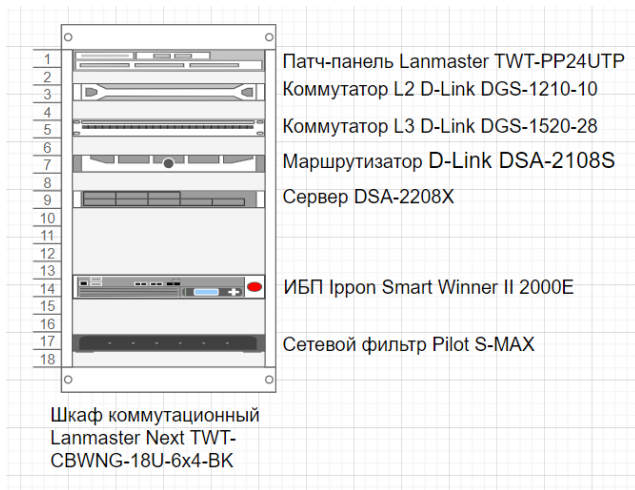 1
Патч-панель Lanmaster TWT-PP24UTP
2
3
Коммутатор L2 D-Link DGS-1210-10
4
5
Коммутатор L3 D-Link DGS-1520-28
6
7
Маршрутизатор D-Link DSA-2108S
8
9
Сервер DSA-2208X
10
11
12
13
14
ИБП Ippon Smart Winner II 2000E
15
16
17
Сетевой фильтр Pilot S-MAX
18
Шкаф коммутационный
Lanmaster Next TWT-
CBWNG-18U-6x4-BK